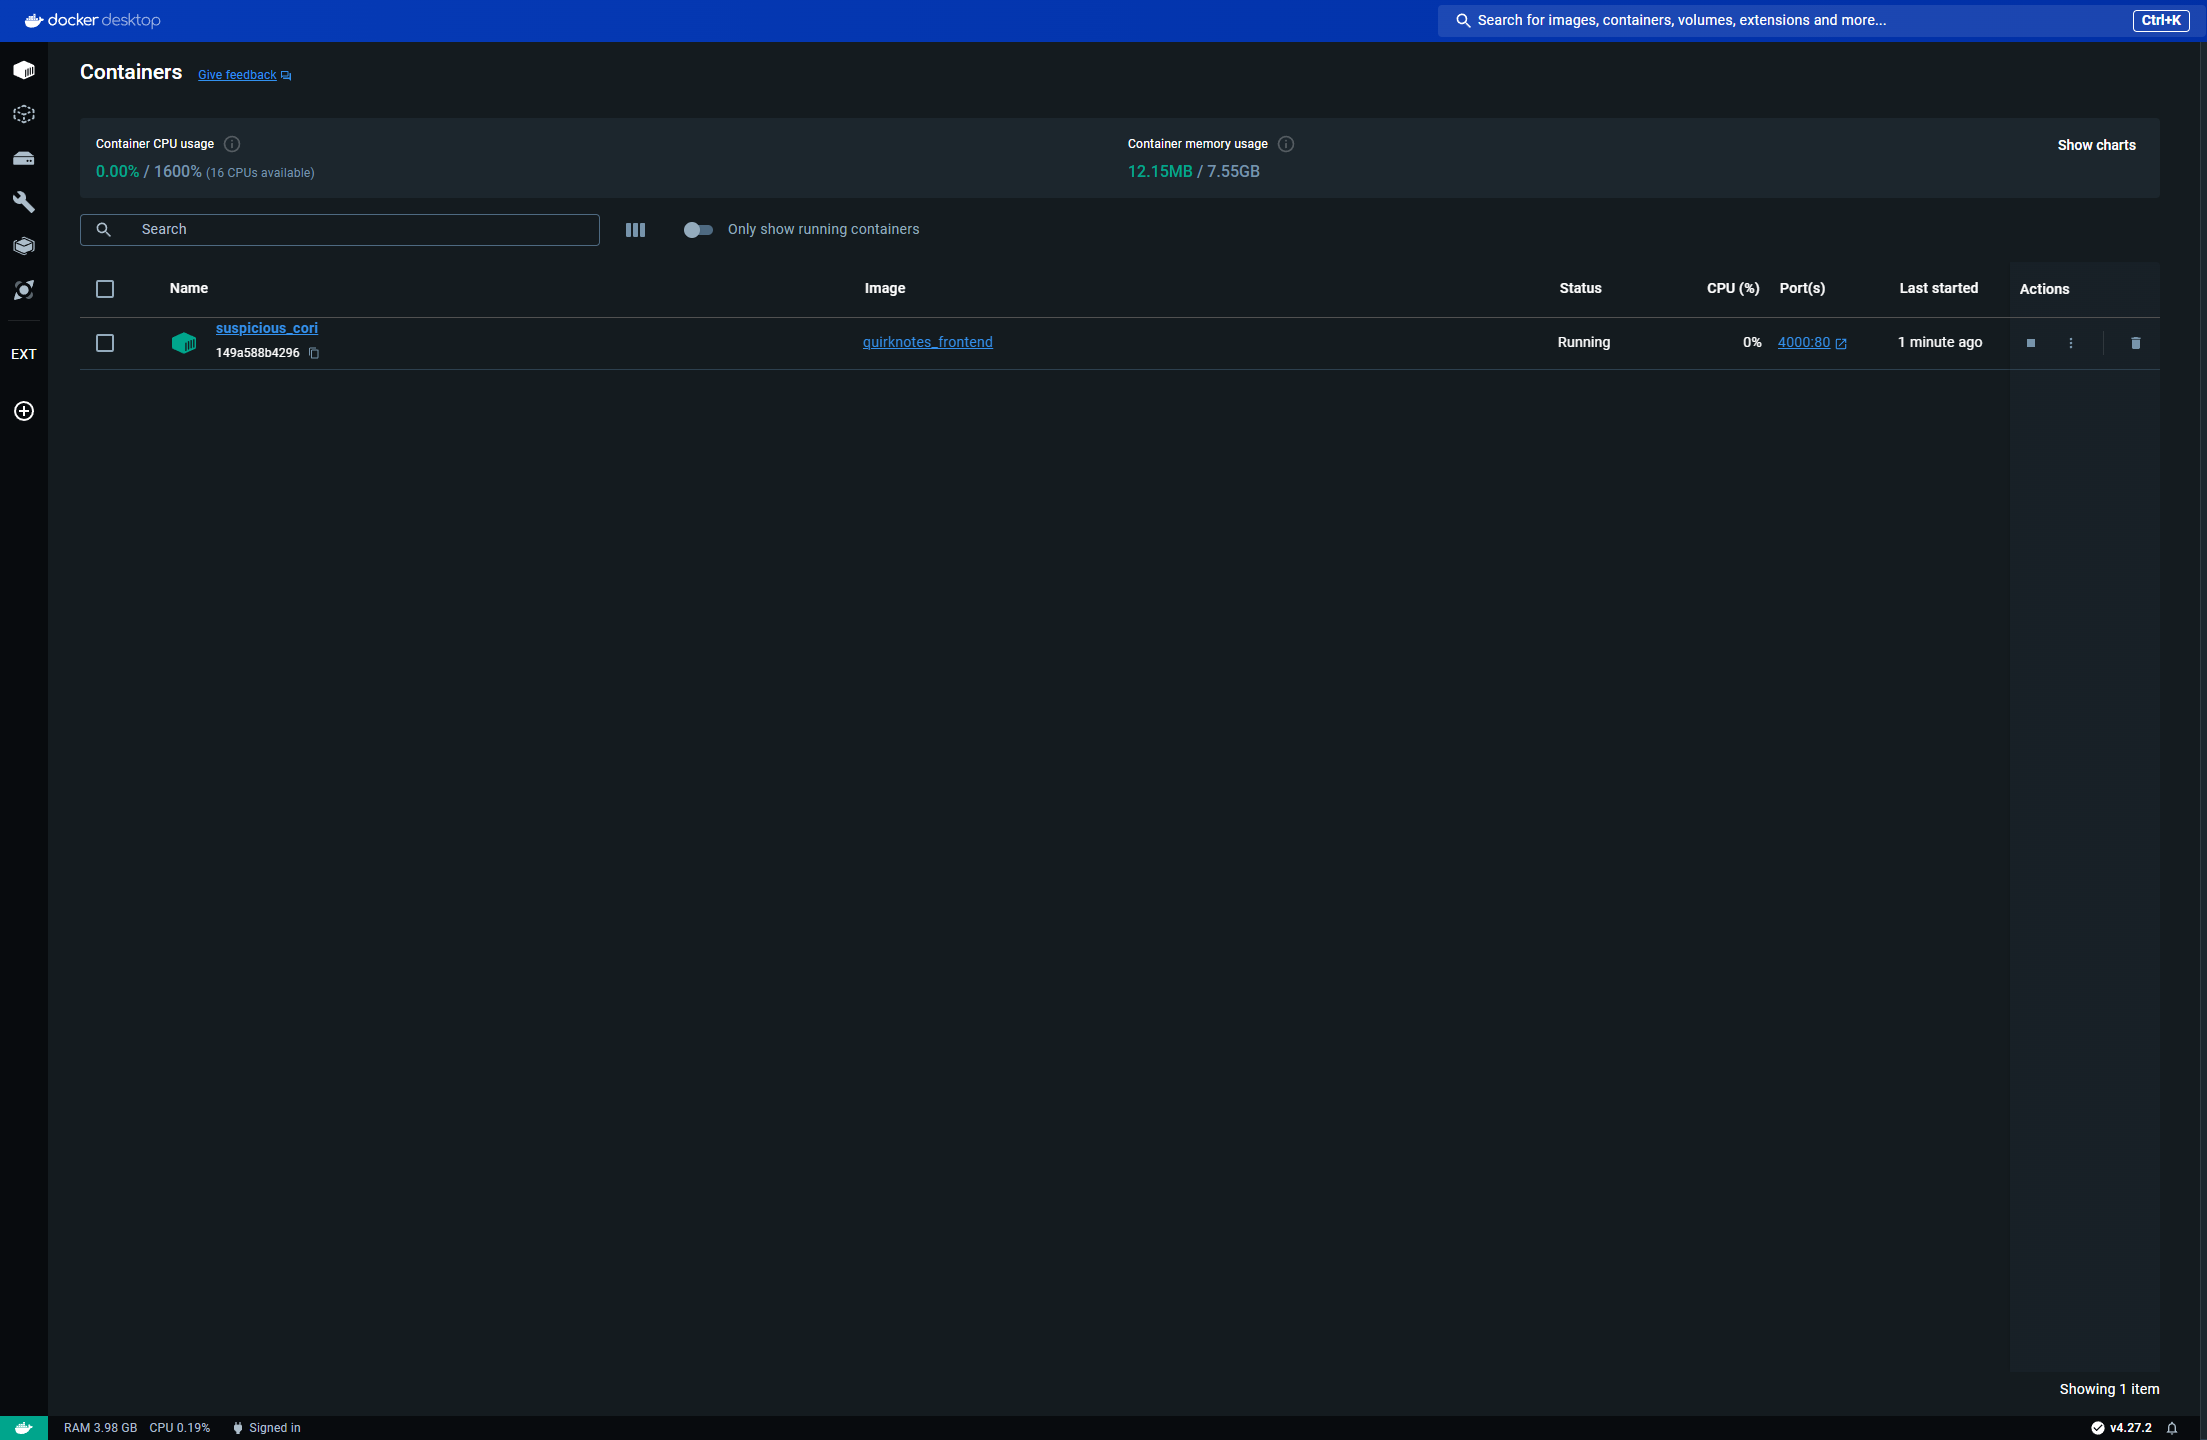 docker desktop
Search for images, containers, volumes, extensions and more...
Ctrl+K
Containers
Give feedback
Container CPU usage
0.00% / 1600% (16 CPUs available)
Container memory usage
12.15MB / 7.55GB
Show charts
Search
Only show running containers
Name
Image
Status
CPU (%)
Port(s)
Last started
Actions
suspicious_cori
149a588b4296
quirknotes_frontend
Running
0%
4000:80
1 minute ago
EXT
Showing 1 item
RAM 3.98 GB
CPU 0.19%
Signed in
v4.27.2